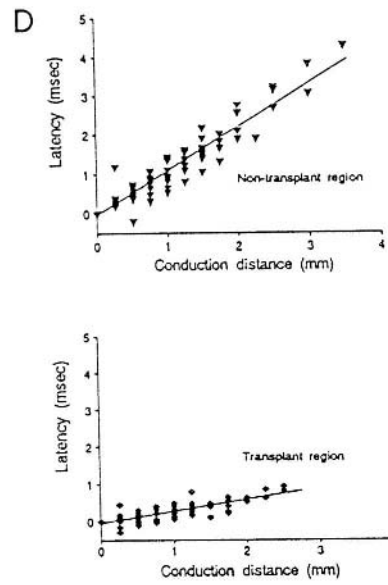 D
5
4
3
2
1
0
Latency (msec)
Non-transplant region
0 1 2 3 4
Conduction distance (mm)
5
4
3
2
1
0
Latency (msec)
Transplant region
0 1 2 3
Conduction distance (mm)